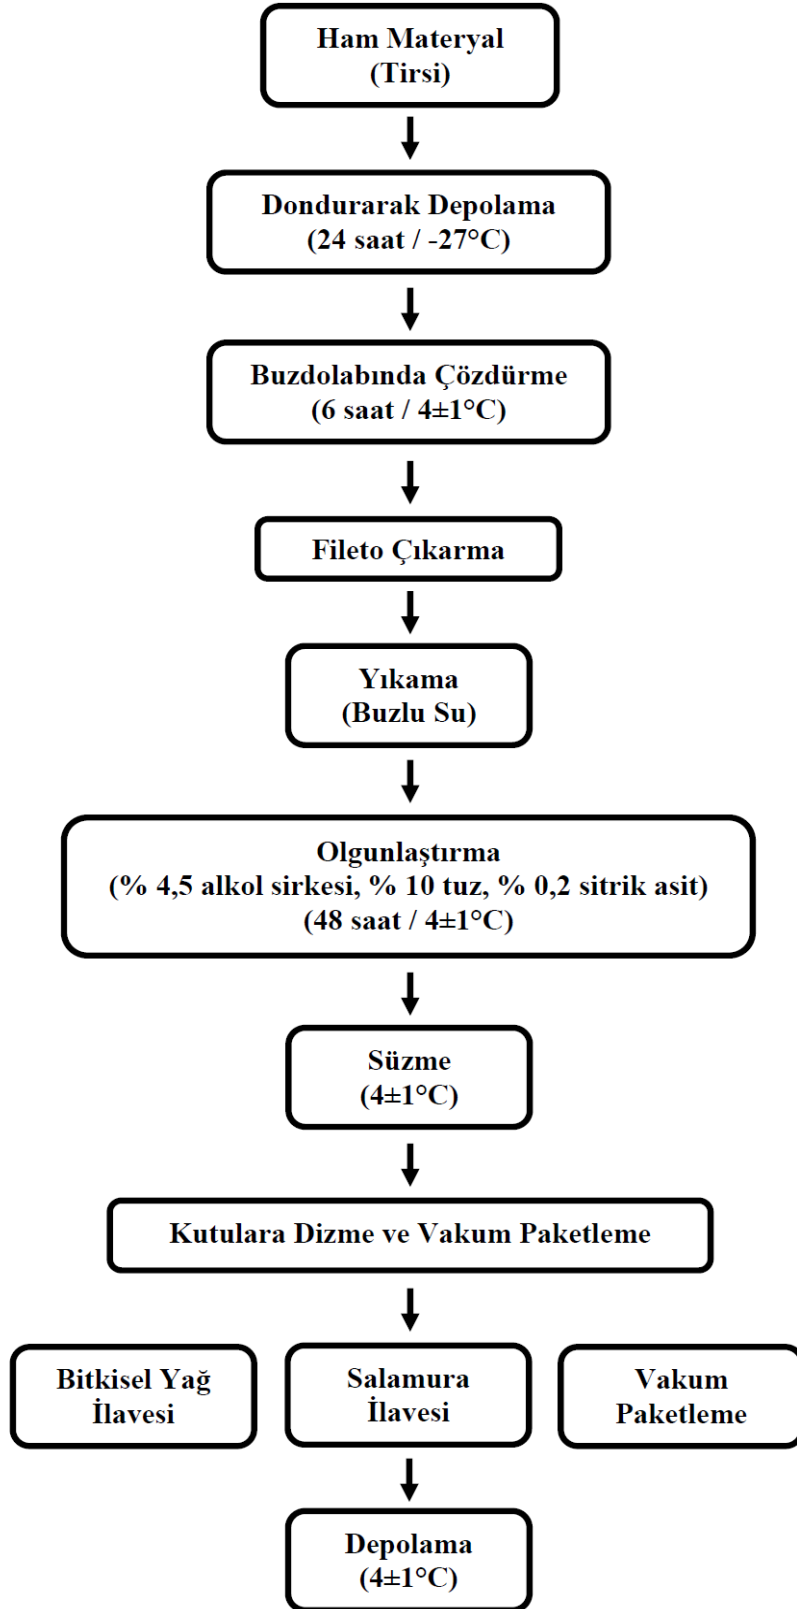 Ham Materyal
(Tirsi)
Dondurarak Depolama
(24 saat / -27°C)
Buzdolabında Çözdürme
(6 saat / 4±1°C)
Fileto Çıkarma
Yıkama
(Buzlu Su)
Olgunlaştırma
(% 4,5 alkol sirkesi, % 10 tuz, % 0,2 sitrik asit)
(48 saat / 4±1°C)
Süzme
(4±1°C)
Kutulara Dizme ve Vakum Paketleme
Bitkisel Yağ
İlavesi
Salamura
İlavesi
Vakum
Paketleme
Depolama
(4±1°C)